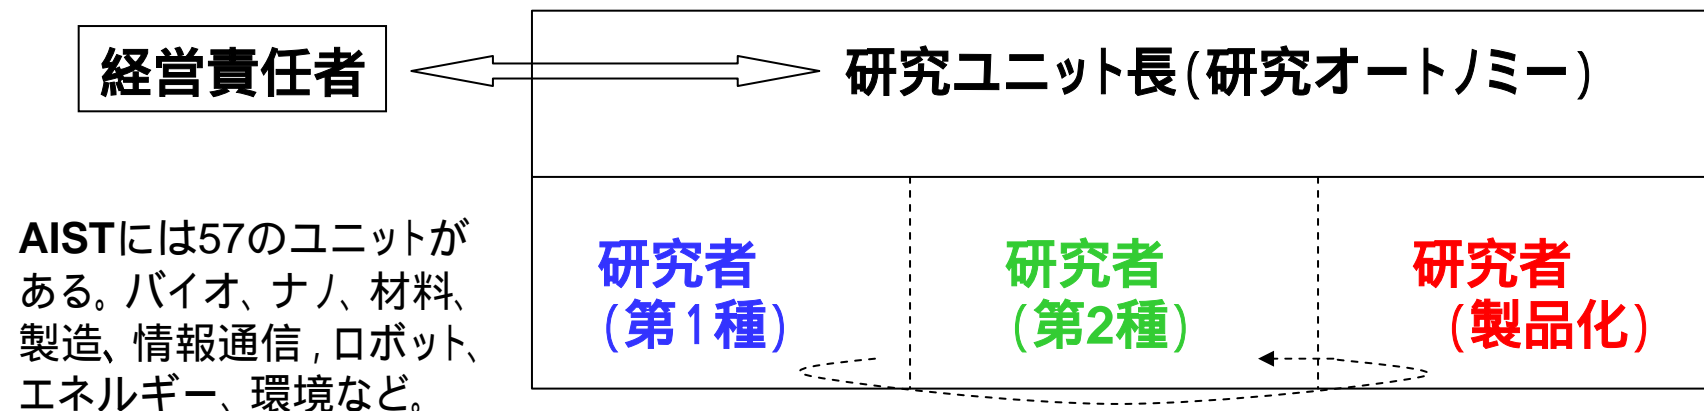 経営責任者
研究ユニット長(研究オートノミー)
AISTには57のユニットが
ある。バイオ、ナノ、材料、
製造、情報通信,ロボット、
エネルギー、環境など。
研究者
(第1種)
研究者
(第2種)
研究者
(製品化)